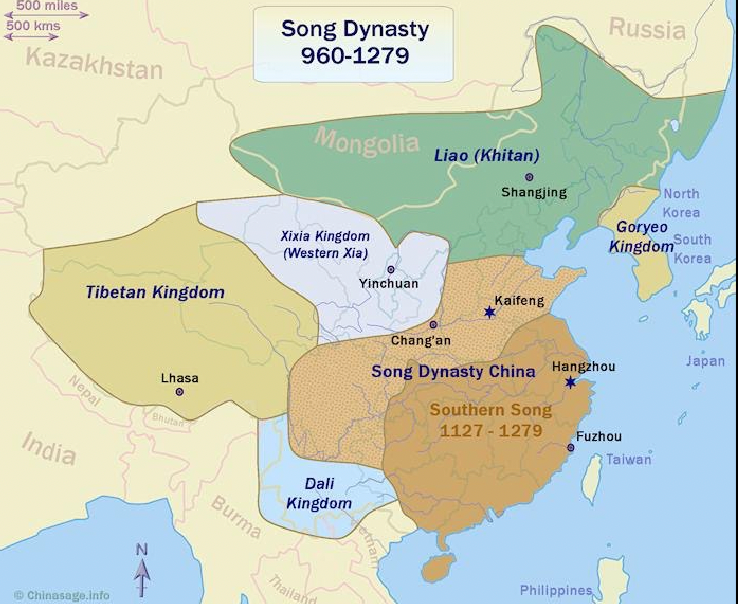 500 miles
500 kms
Song Dynasty
960-1279
Russia
Kazakhstan
Mongolia
Liao (Khitan)
Shangjing
North
Korea
Goryeo
Kingdom
South
Korea
Xixia Kingdom
(Western Xia)
Yinchuan
Tibetan Kingdom
Kaifeng
Chang'an
Japan
Song Dynasty China
Hangzhou
Lhasa
Nepal
Bhutan
Southern Song
1127 - 1279
Fuzhou
India
Taiwan
Dali
Kingdom
Burma
Vietnam
N
Thailand
Philippines
© Chinasage.info